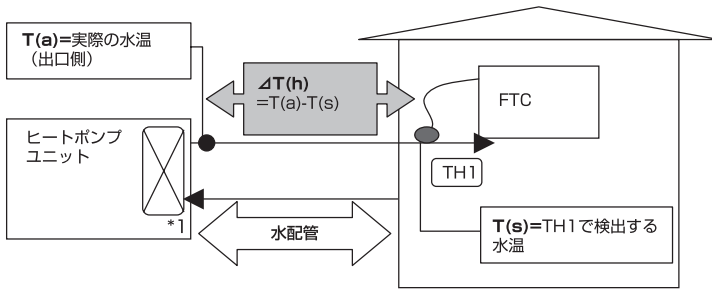 T(a)=実際の水温
（出口側）
⊿T(h)
=T(a)-T(s)
FTC
ヒートポンプ
ユニット
TH1
*1
水配管
T(s)=TH1で検出する
水温